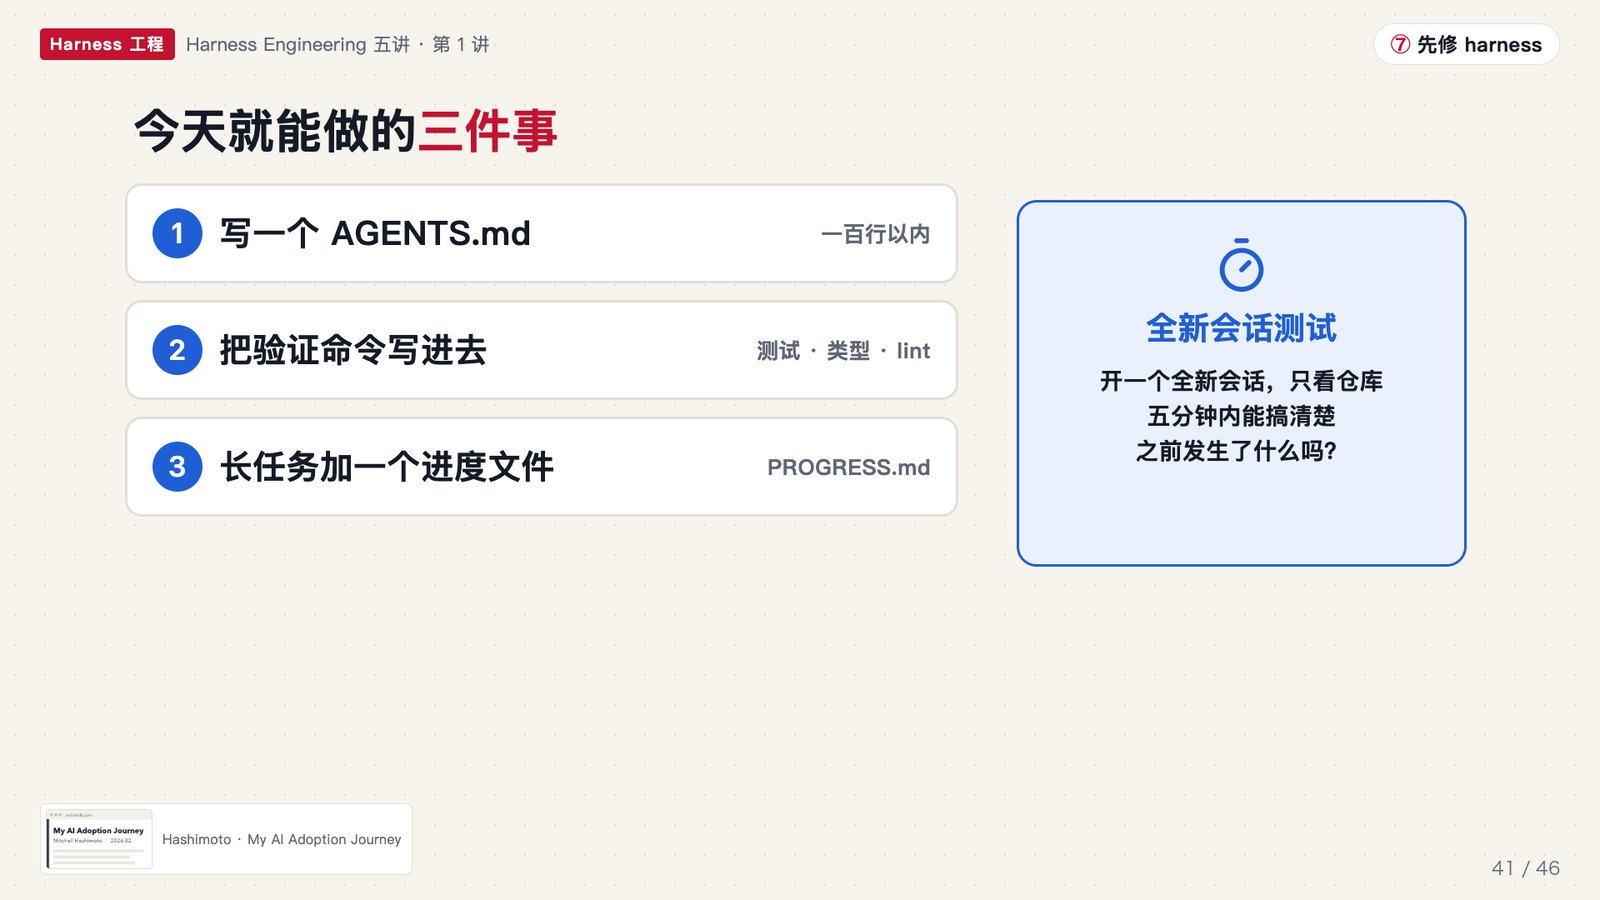 Harness 工程
Harness Engineering 五讲 · 第 1 讲
⑦ 先修 harness
今天就能做的三件事
1 写一个 AGENTS.md 一百行以内
2 把验证命令写进去 测试 · 类型 · lint
3 长任务加一个进度文件 PROGRESS.md
全新会话测试
开一个全新会话，只看仓库
五分钟内能搞清楚
之前发生了什么吗？
My AI Adoption Journey
Mitchell Hashimoto · 2026.02
Hashimoto · My AI Adoption Journey
41 / 46